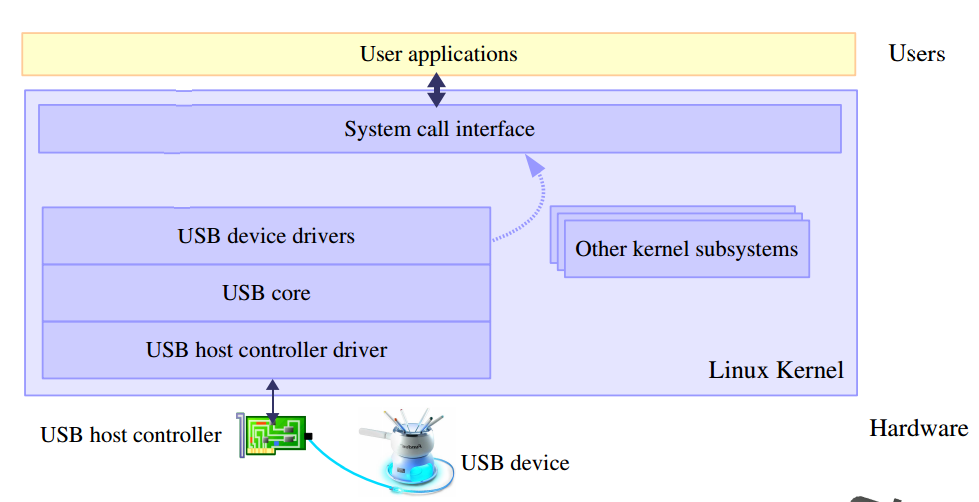 User applications
Users
System call interface
USB device drivers
Other kernel subsystems
USB core
USB host controller driver
Linux Kernel
Hardware
USB host controller
USB device